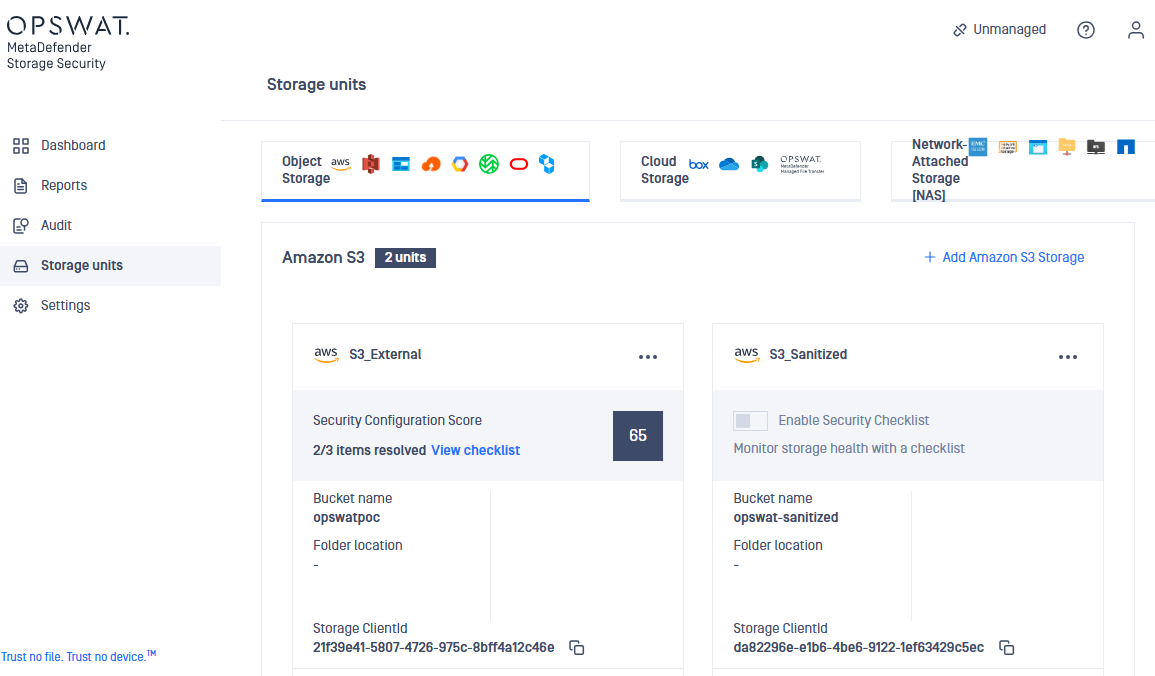 OPSWAT.
MetaDefender
Storage Security
Unmanaged
Storage units
Dashboard
Reports
Audit
Storage units
Settings
Trust no file. Trust no device.™
Object
Storage
aws
Cloud
Storage
box
OPSWAT.
MetaDefender
Managed File Transfer
Network-
Attached
Storage
[NAS]
Amazon S3 2 units
+ Add Amazon S3 Storage
aws S3_External
Security Configuration Score
2/3 items resolved View checklist
65
Bucket name
opswatpoc
Folder location
-
Storage ClientId
21f39e41-5807-4726-975c-8bff4a12c46e
aws S3_Sanitized
Enable Security Checklist
Monitor storage health with a checklist
Bucket name
opswat-sanitized
Folder location
-
Storage ClientId
da82296e-e1b6-4be6-9122-1ef63429c5ec